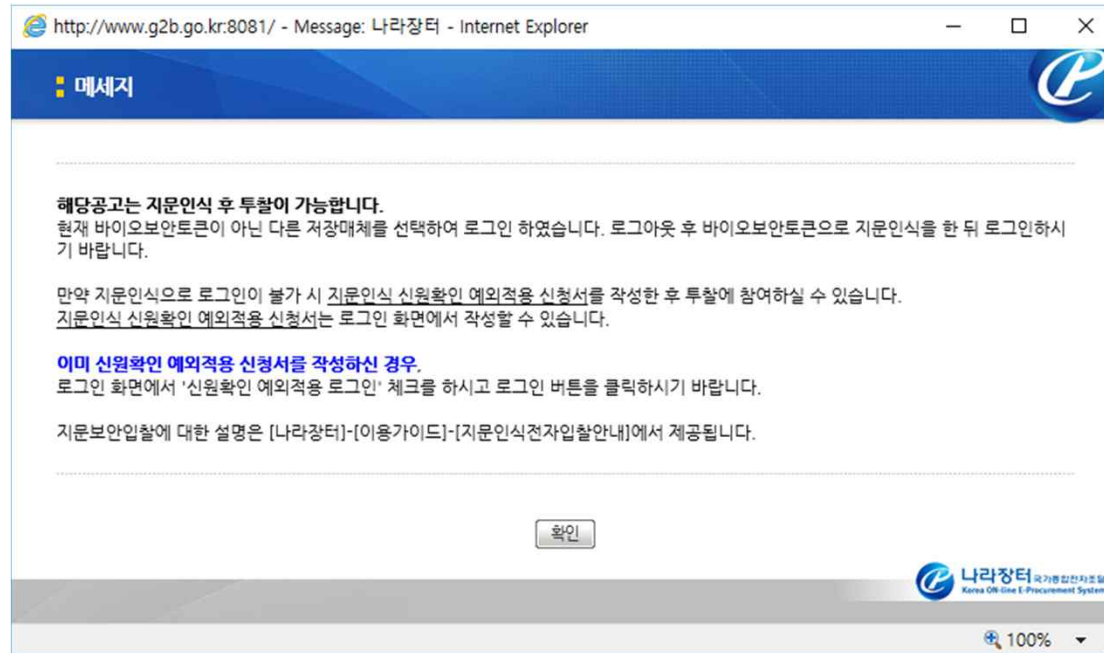 http://www.g2b.go.kr:8081/ - Message: 나라장터 - Internet Explorer
메세지
해당공고는 지문인식 후 투찰이 가능합니다.
현재 바이오보안토큰이 아닌 다른 저장매체를 선택하여 로그인 하였습니다. 로그아웃 후 바이오보안토큰으로 지문인식을 한 뒤 로그인하시
기 바랍니다.
만약 지문인식으로 로그인이 불가 시 지문인식 신원확인 예외적용 신청서를 작성한 후 투찰에 참여하실 수 있습니다.
지문인식 신원확인 예외적용 신청서는 로그인 화면에서 작성할 수 있습니다.
이미 신원확인 예외적용 신청서를 작성하신 경우,
로그인 화면에서 '신원확인 예외적용 로그인' 체크를 하시고 로그인 버튼을 클릭하시기 바랍니다.
지문보안입찰에 대한 설명은 [나라장터]-[이용가이드]-[지문인식전자입찰안내]에서 제공됩니다.
확인
나라장터 국가종합전자조달
Korea ON-line E-Procurement System
100%